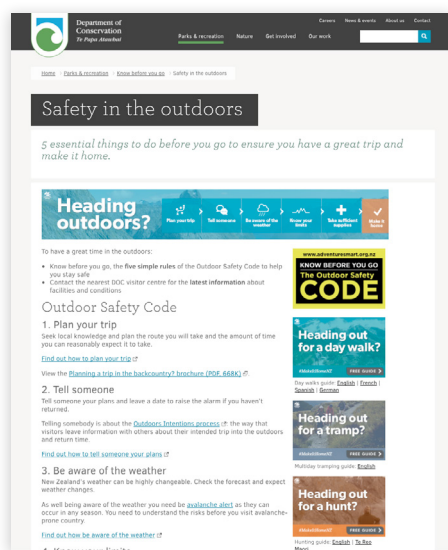 Department of
Conservation
Te Papa Atawhai
Careers News & events About us Contact
Parks & recreation Nature Get involved Our work
Home Parks & recreation Know before you go Safety in the outdoors
Safety in the outdoors
5 essential things to do before you go to ensure you have a great trip and
make it home.
Heading
outdoors?
Plan your trip
Tell someone
Be aware of the
weather
Know your
limits
Take sufficient
supplies
Make it
home
To have a great time in the outdoors:
• Know before you go, the five simple rules of the Outdoor Safety Code to help
you stay safe
• Contact the nearest DOC visitor centre for the latest information about
facilities and conditions
Outdoor Safety Code
1. Plan your trip
Seek local knowledge and plan the route you will take and the amount of time
you can reasonably expect it to take.
Find out how to plan your trip
View the Planning a trip in the backcountry? brochure (PDF, 668K).
2. Tell someone
Tell someone your plans and leave a date to raise the alarm if you haven't
returned.
Telling somebody is about the Outdoors Intentions process: the way that
visitors leave information with others about their intended trip into the outdoors
and return time.
Find out how to tell someone your plans
3. Be aware of the weather
New Zealand's weather can be highly changeable. Check the forecast and expect
weather changes.
As well being aware of the weather you need be avalanche alert as they can
occur in any season. You need to understand the risks before you visit avalanche-
prone country.
Find out how be aware of the weather
www.adventuresmart.org.nz
KNOW BEFORE YOU GO
The Outdoor Safety
CODE
Heading out
for a day walk?
#MakeItHomeNZ FREE GUIDE
Day walks guide: English | French |
Spanish | German
Heading out
for a tramp?
#MakeItHomeNZ FREE GUIDE
Multiday tramping guide: English
Heading out
for a hunt?
#MakeItHomeNZ FREE GUIDE
Hunting guide: English | Te Reo